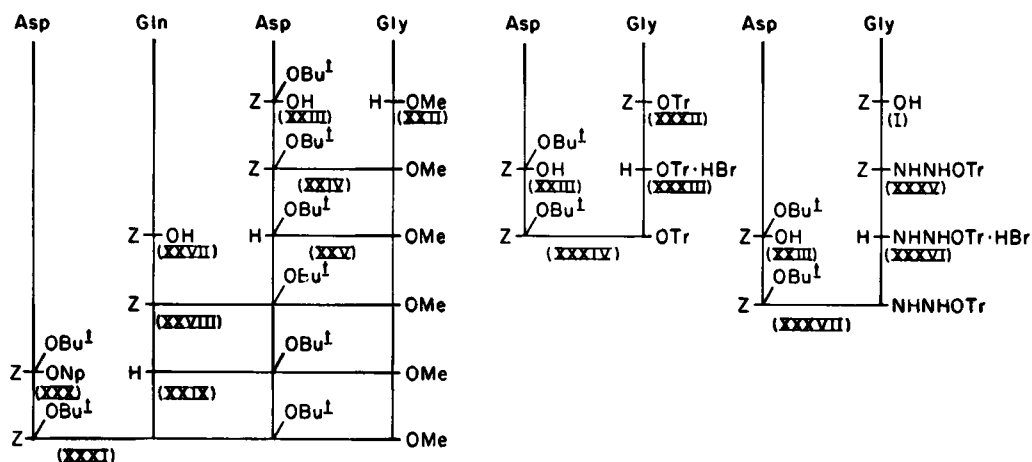 Asp Gln Asp Gly
OBuᵗ
Z OH H OMe
(XXIII) (XXII)
OBuᵗ
Z OMe
(XXIV)
OBuᵗ
Z OH H OMe
(XXVII) (XXV)
OBuᵗ
Z OMe
(XXVIII)
OBuᵗ OBuᵗ
Z ONp H OMe
(XXX) (XXIX)
OBuᵗ OBuᵗ
Z OMe
(XXXI)
Asp Gly
Z OTr
(XXXII)
OBuᵗ
Z OH H OTr·HBr
(XXIII) (XXXIII)
OBuᵗ
Z OTr
(XXXIV)
Asp Gly
Z OH
(I)
Z NHNHOTr
(XXXV)
OBuᵗ
Z OH H NHNHOTr·HBr
(XXIII) (XXXVI)
OBuᵗ
Z NHNHOTr
(XXXVII)